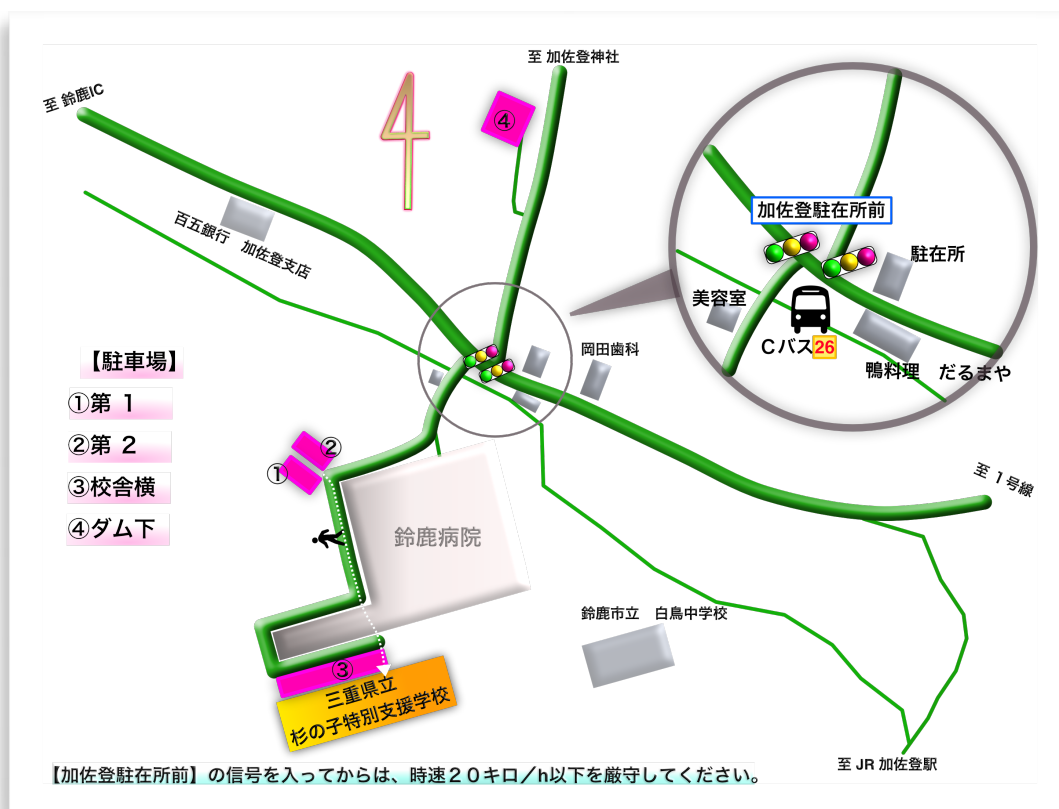 至 加佐登神社
至 鈴鹿IC
4
④
加佐登駐在所前
百五銀行 加佐登支店
駐在所
美容室
Cバス26
鴨料理 だるまや
岡田歯科
【駐車場】
①第 1
②第 2
③校舎横
④ダム下
②
①
至 1号線
鈴鹿病院
鈴鹿市立 白鳥中学校
③
三重県立
杉の子特別支援学校
至 JR 加佐登駅
【加佐登駐在所前】の信号を入ってからは、時速20キロ/h以下を厳守してください。